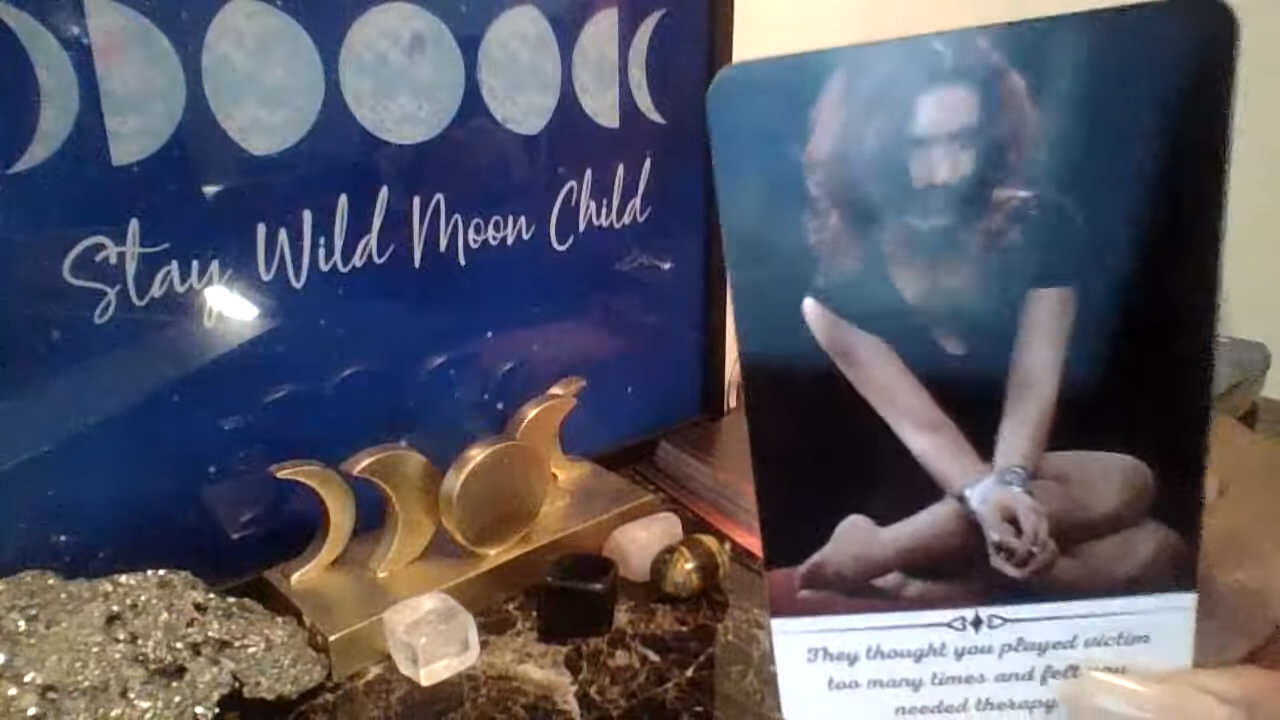 Stay Wild Moon Child
They thought you played victim
too many times and felt you
needed therapy